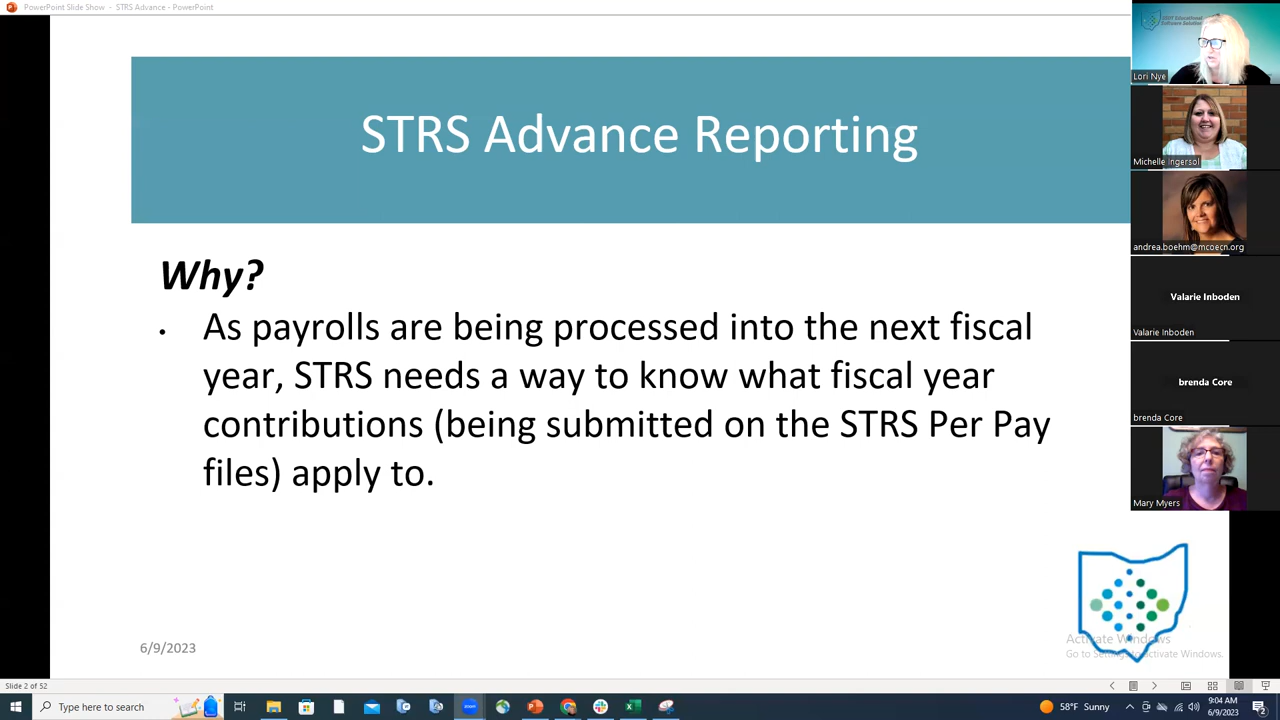 PowerPoint Slide Show - STRS Advance - PowerPoint
STRS Advance Reporting
Why?
• As payrolls are being processed into the next fiscal
year, STRS needs a way to know what fiscal year
contributions (being submitted on the STRS Per Pay
files) apply to.
6/9/2023
Activate Windows
Go to Settings to Activate Windows.
Lori Nye
Michelle Ingersol
andrea.boehm@mcoecn.org
Valarie Inboden
Valarie Inboden
brenda Core
brenda Core
Mary Myers
Slide 2 of 52
Type here to search
zoom
58°F Sunny
9:04 AM
6/9/2023
2